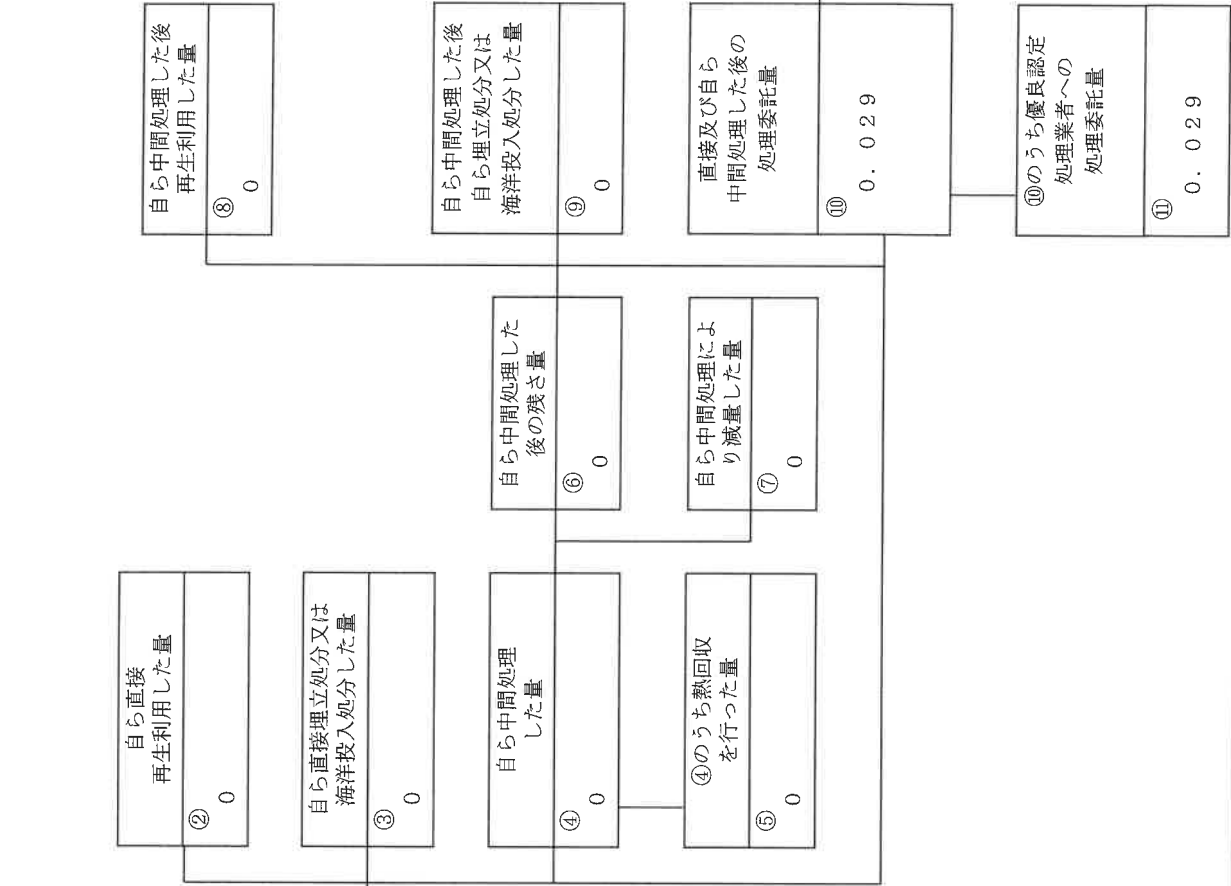 自ら直接
再生利用した量
②
0
自ら直接埋立処分又は
海洋投入処分した量
③
0
自ら中間処理
した量
④
0
④のうち熱回収
を行った量
⑤
0
自ら中間処理した
後の残さ量
⑥
0
自ら中間処理によ
り減量した量
⑦
0
自ら中間処理した後
再生利用した量
⑧
0
自ら中間処理した後
自ら埋立処分又は
海洋投入処分した量
⑨
0
直接及び自ら
中間処理した後の
処理委託量
⑩
0.029
⑩のうち優良認定
処理業者への
処理委託量
⑪
0.029